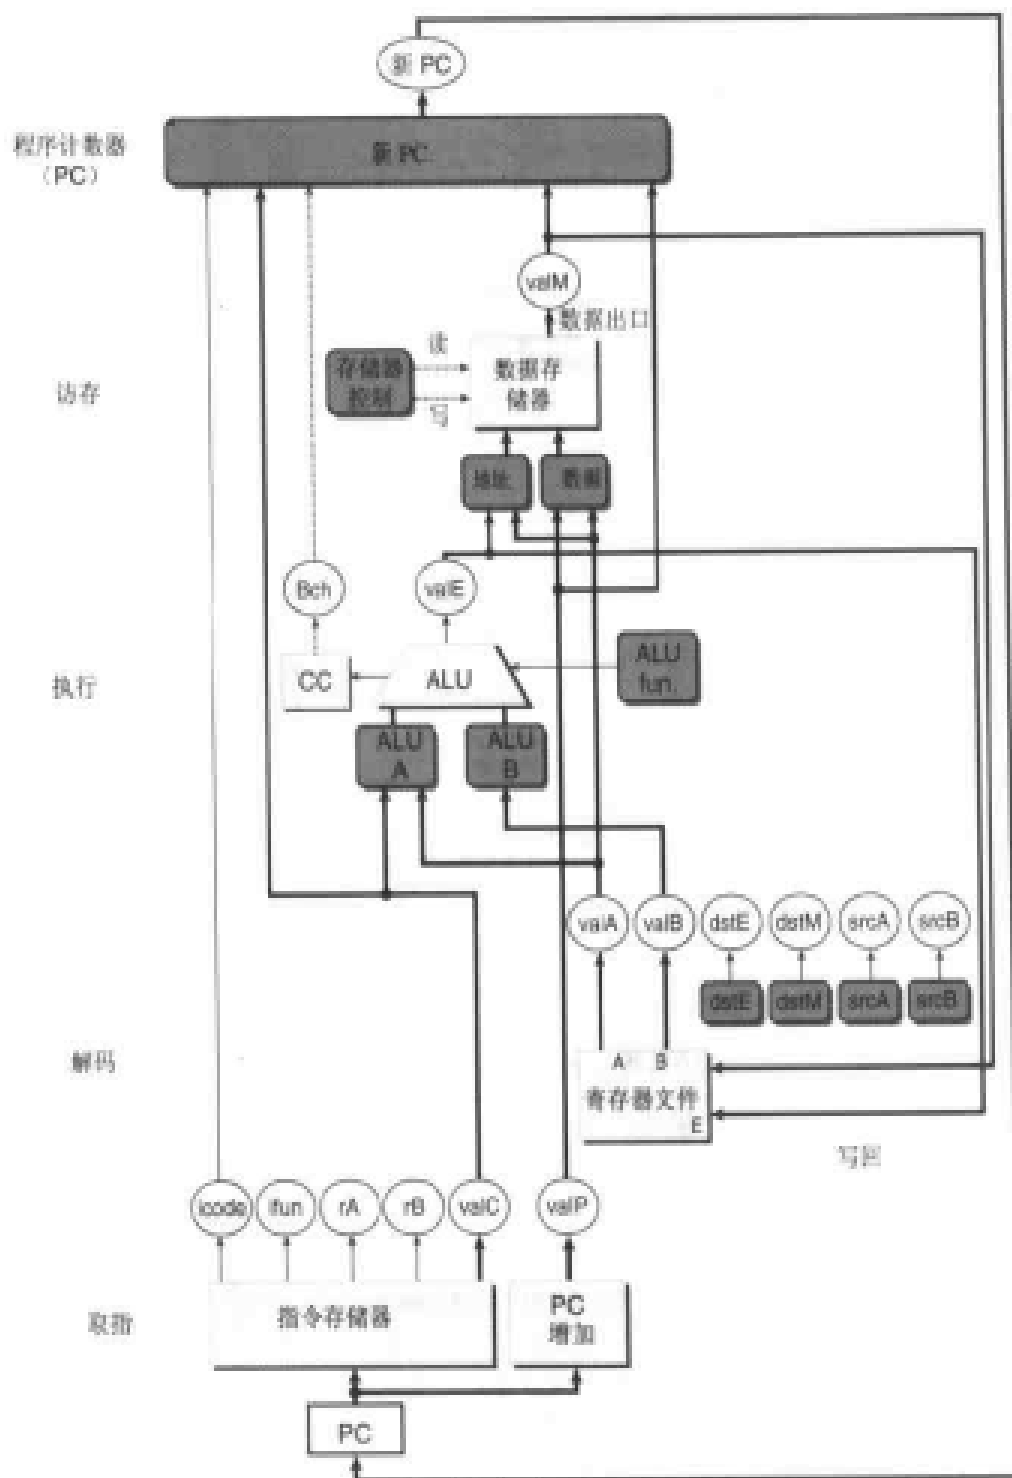 新 PC
程序计数器
（PC）
新 PC
valM
数据出口
访存
存储器
控制
读
写
数据存
储器
地址
数据
Bch
valE
执行
CC
ALU
ALU
fun.
ALU
A
ALU
B
valA
valB
dstE
dstM
srcA
srcB
dstE
dstM
srcA
srcB
解码
A
B
寄存器文件
E
写回
icode
ifun
rA
rB
valC
valP
取指
指令存储器
PC
增加
PC